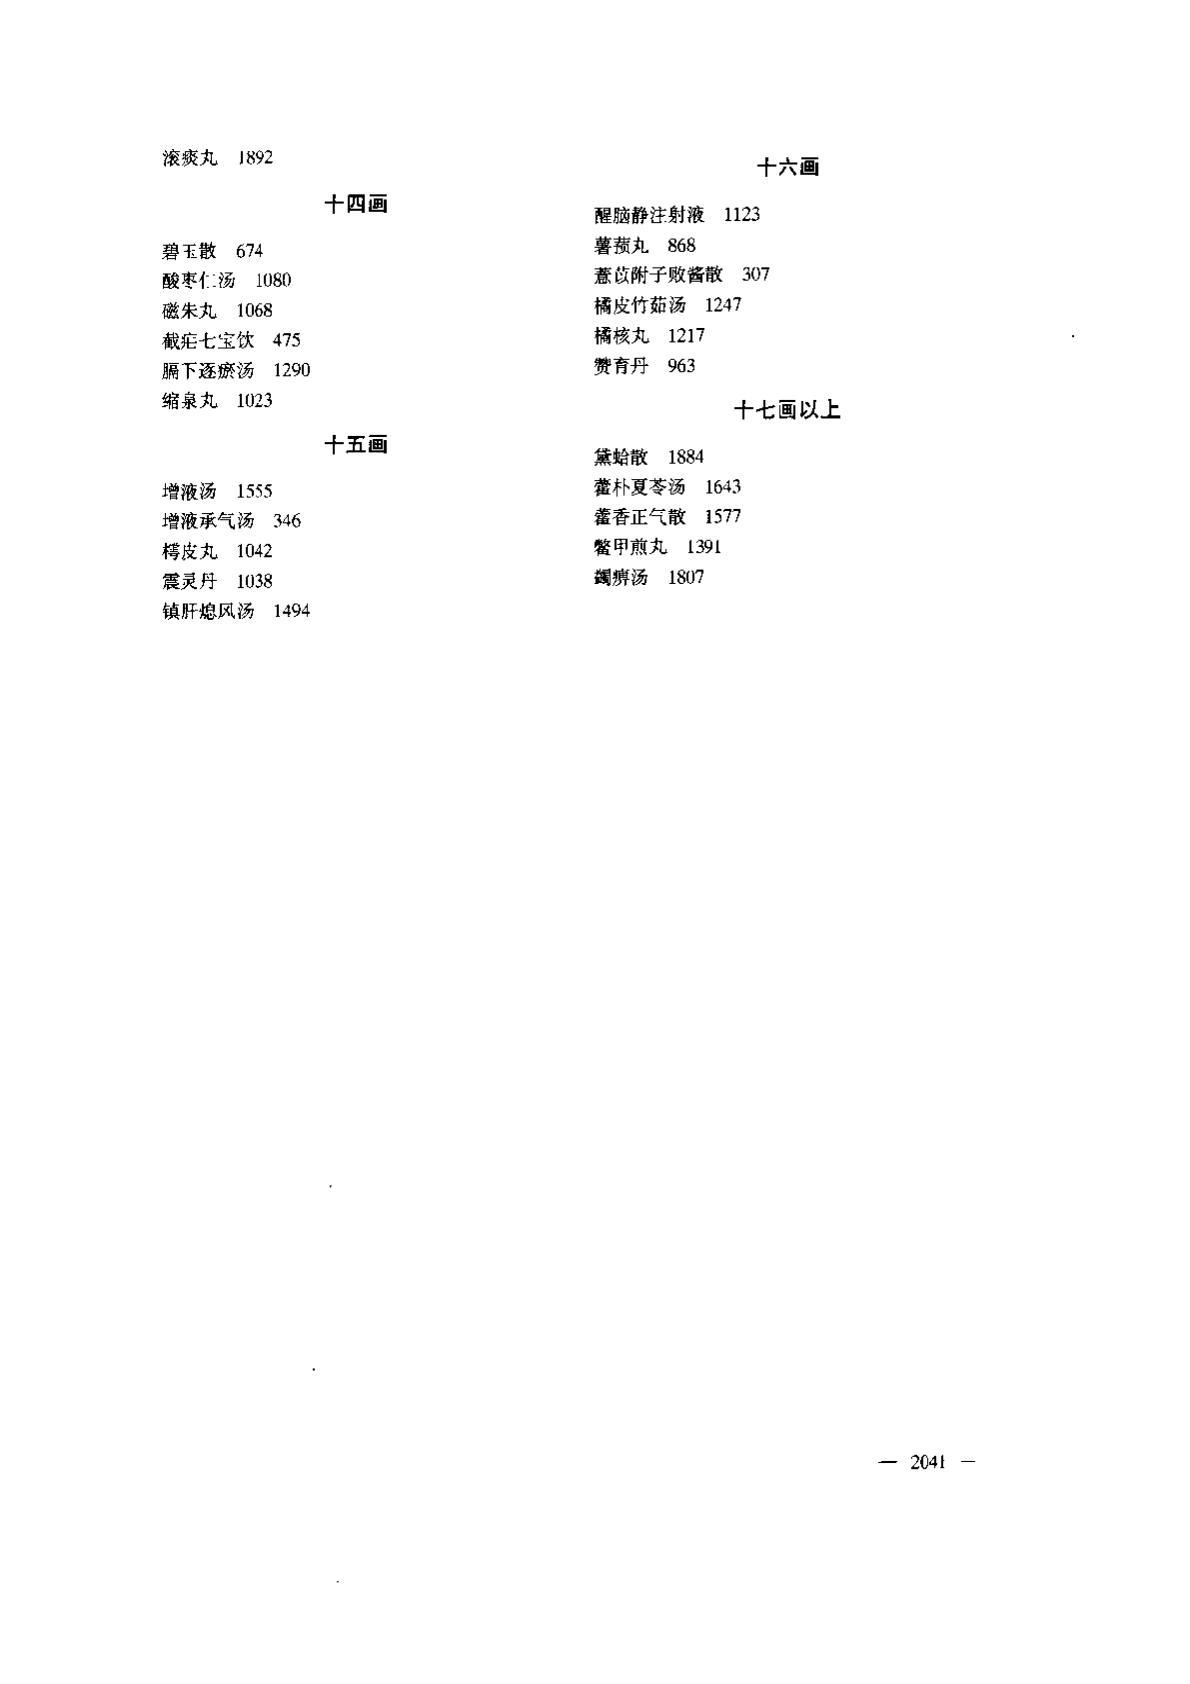 滚痰丸 1892
十四画
碧玉散 674
酸枣仁汤 1080
磁朱丸 1068
截疟七宝饮 475
膈下逐瘀汤 1290
缩泉丸 1023
十五画
增液汤 1555
增液承气汤 346
樗皮丸 1042
震灵丹 1038
镇肝熄风汤 1494
十六画
醒脑静注射液 1123
薯蓣丸 868
薏苡附子败酱散 307
橘皮竹茹汤 1247
橘核丸 1217
赞育丹 963
十七画以上
黛蛤散 1884
藿朴夏苓汤 1643
藿香正气散 1577
鳖甲煎丸 1391
蠲痹汤 1807
— 2041 —